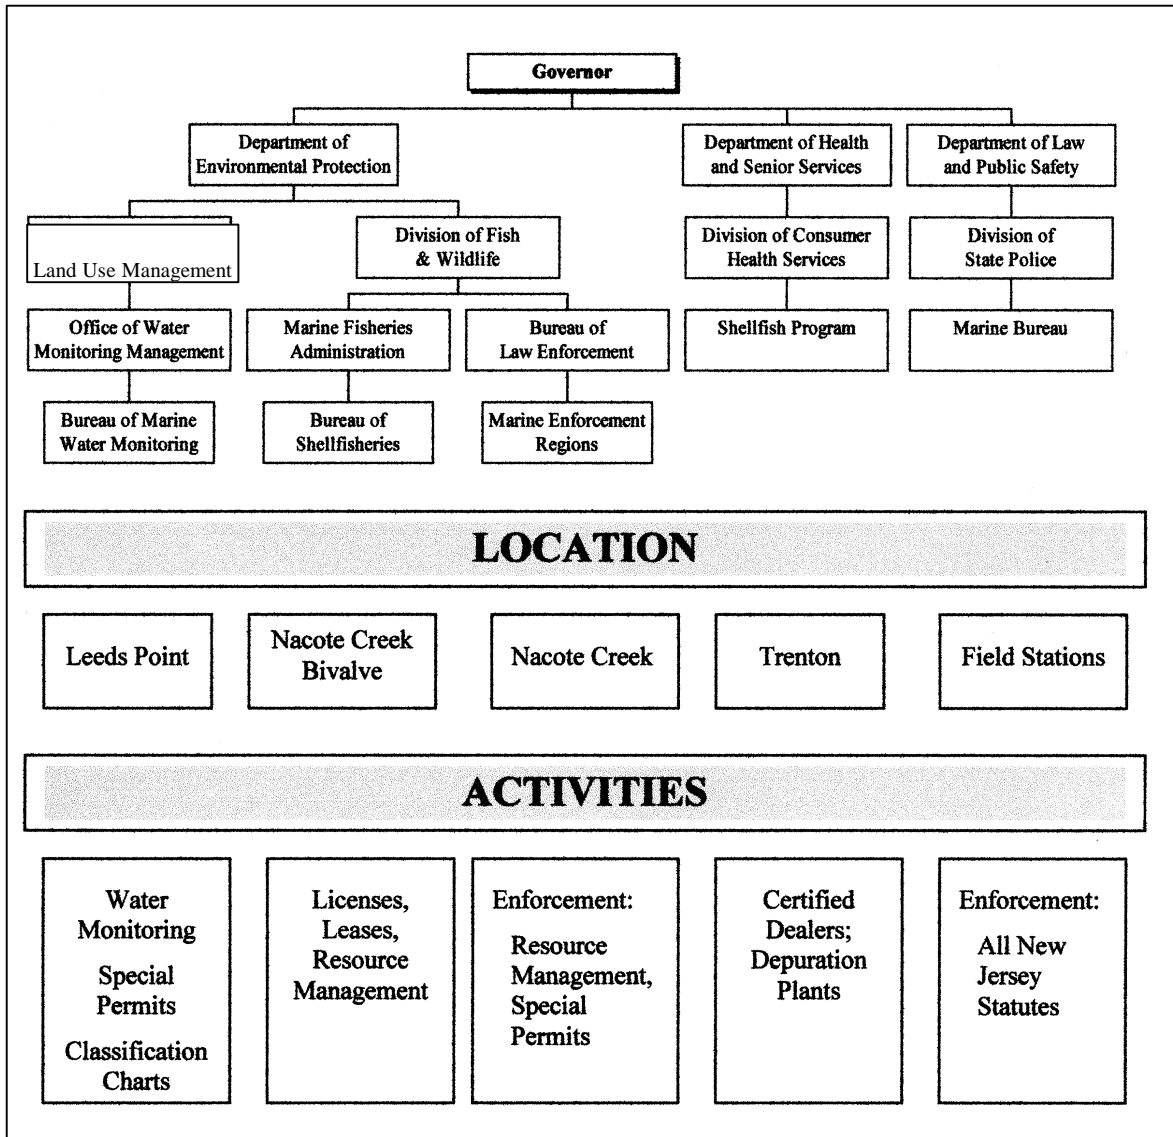 Governor
Department of
Environmental Protection
Department of Health
and Senior Services
Department of Law
and Public Safety
Land Use Management
Division of Fish
& Wildlife
Division of Consumer
Health Services
Division of
State Police
Office of Water
Monitoring Management
Marine Fisheries
Administration
Bureau of
Law Enforcement
Shellfish Program
Marine Bureau
Bureau of Marine
Water Monitoring
Bureau of
Shellfisheries
Marine Enforcement
Regions
LOCATION
Leeds Point
Nacote Creek
Bivalve
Nacote Creek
Trenton
Field Stations
ACTIVITIES
Water
Monitoring
Special
Permits
Classification
Charts
Licenses,
Leases,
Resource
Management
Enforcement:
Resource
Management,
Special
Permits
Certified
Dealers;
Depuration
Plants
Enforcement:
All New
Jersey
Statutes